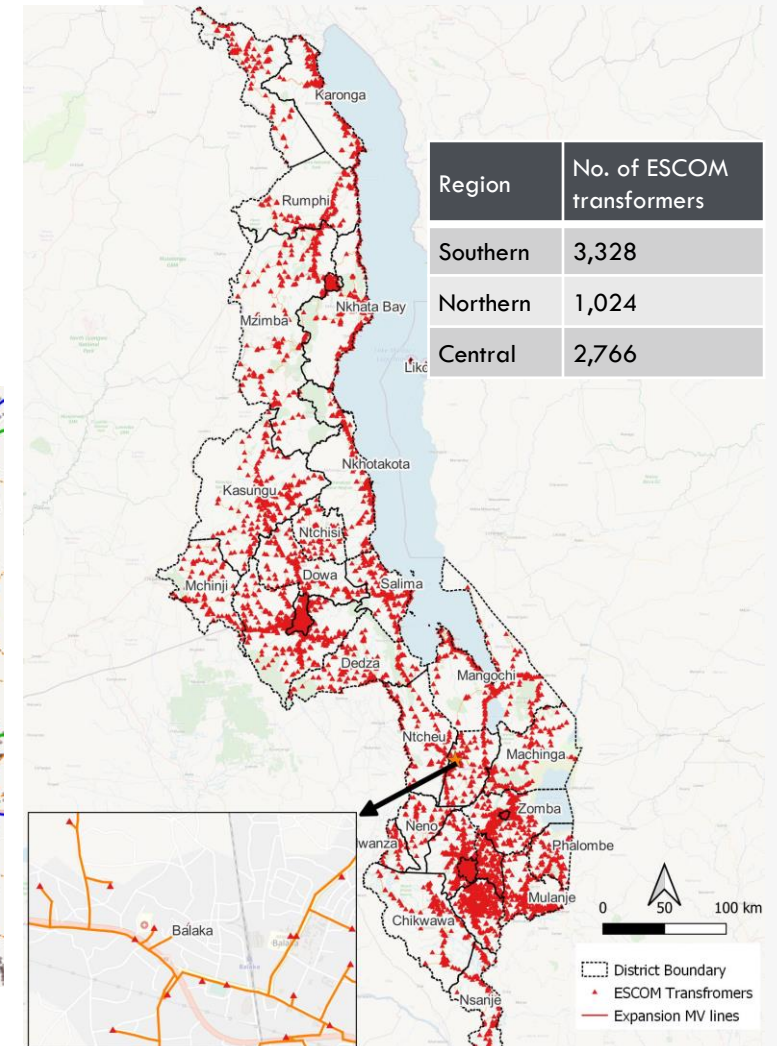 Karonga
Region
No. of ESCOM
transformers
Southern
3,328
Northern
1,024
Central
2,766
Rumphi
Nkhata Bay
Mzimba
Nkhotakota
Kasungu
Ntchisi
Mchinji
Dowa
Salima
Dedza
Mangochi
Ntcheu
Machinga
Zomba
Neno
wanza
Phalombe
Mulanje
Chikwawa
Nsanje
Balaka
Balaka
0 50 100 km
District Boundary
ESCOM Transfromers
Expansion MV lines